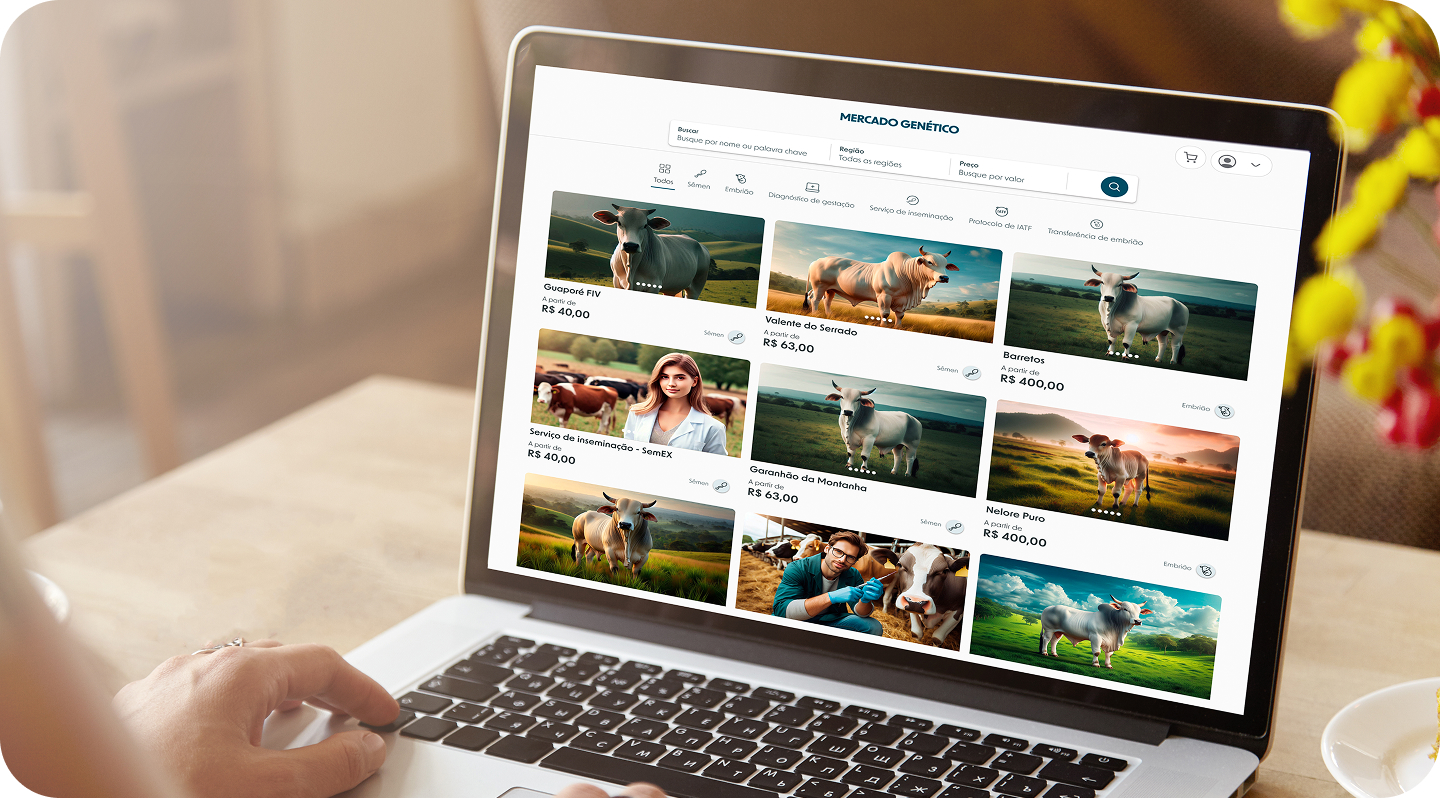 MERCADO GENÉTICO
Buscar
Busque por nome ou palavra chave
Região
Todos as regiões
Preço
Busque por valor
Todos
Sêmen
Embrião
Diagnóstico de gestação
Serviço de inseminação
Protocolo de IATF
Transferência de embrião
Guaporé FIV
A partir de
R$ 40,00
Sêmen
Valente do Serrado
A partir de
R$ 63,00
Sêmen
Barretos
A partir de
R$ 400,00
Embrião
Serviço de inseminação - SemEX
A partir de
R$ 40,00
Sêmen
Garanhão da Montanha
A partir de
R$ 63,00
Sêmen
Nelore Puro
A partir de
R$ 400,00
Embrião